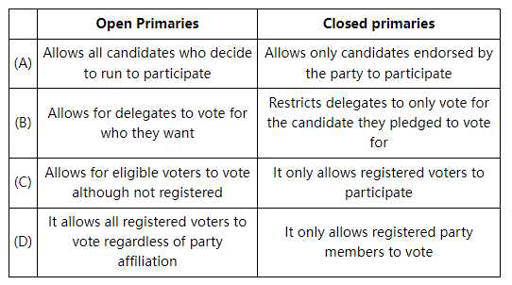 Open Primaries Closed primaries
(A) Allows all candidates who decide Allows only candidates endorsed by
to run to participate the party to participate
(B) Allows for delegates to vote for Restricts delegates to only vote for
who they want the candidate they pledged to vote
for
(C) Allows for eligible voters to vote It only allows registered voters to
although not registered participate
(D) It allows all registered voters to It only allows registered party
vote regardless of party members to vote
affiliation